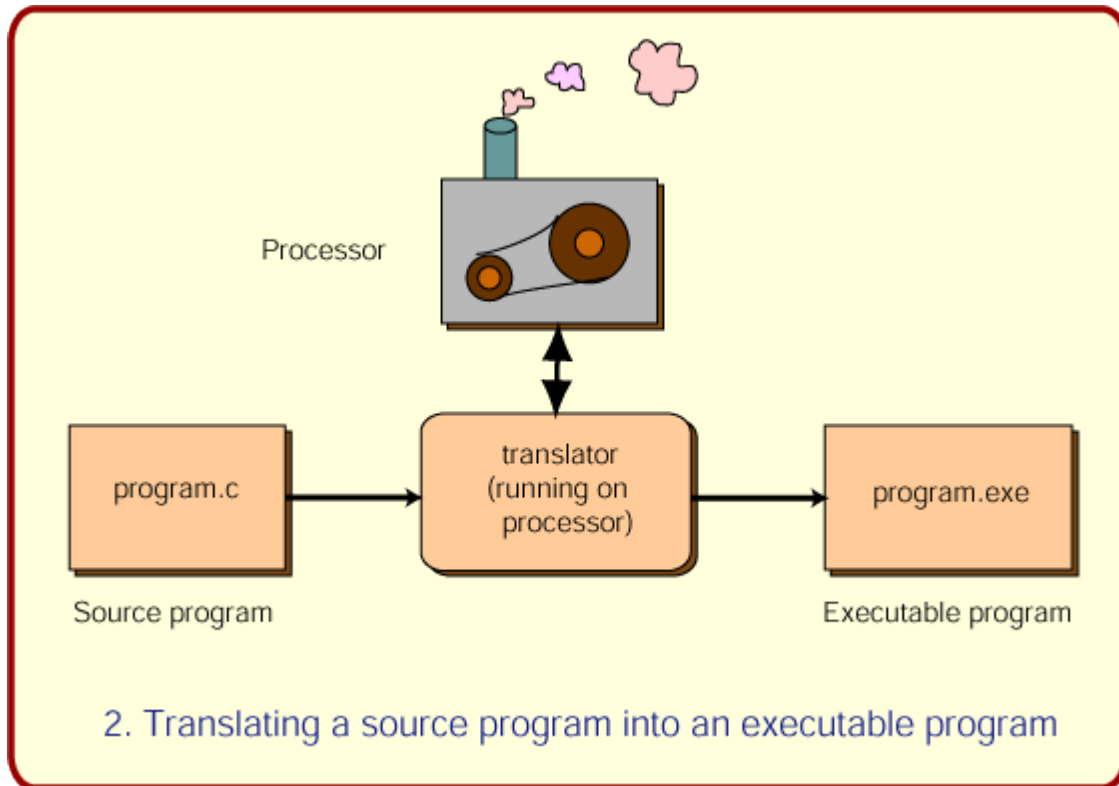 Processor
program.c
translator
(running on
processor)
program.exe
Source program
Executable program
2. Translating a source program into an executable program